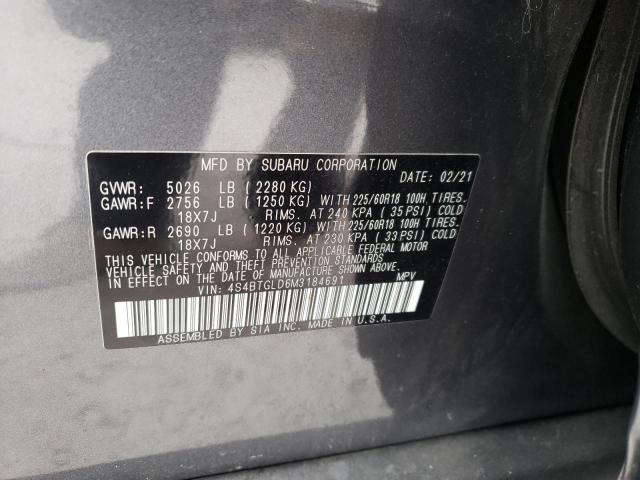 MFD BY SUBARU CORPORATION
DATE: 02/21
GVWR: 5026 LB (2280 KG)
GAWR:F 2756 LB (1250 KG) WITH 225/60R18 100H TIRES.
18X7J RIMS. AT 240 KPA (35 PSI) COLD
GAWR:R 2690 LB (1220 KG) WITH 225/60R18 100H TIRES.
18X7J RIMS. AT 230 KPA (33 PSI) COLD
THIS VEHICLE CONFORMS TO ALL APPLICABLE FEDERAL MOTOR
VEHICLE SAFETY AND THEFT PREVENTION STANDARDS
IN EFFECT ON THE DATE OF MANUFACTURE SHOWN ABOVE.
VIN: 4S4BTGLD6M3184691 MPV
ASSEMBLED BY SIA INC. MADE IN U.S.A.